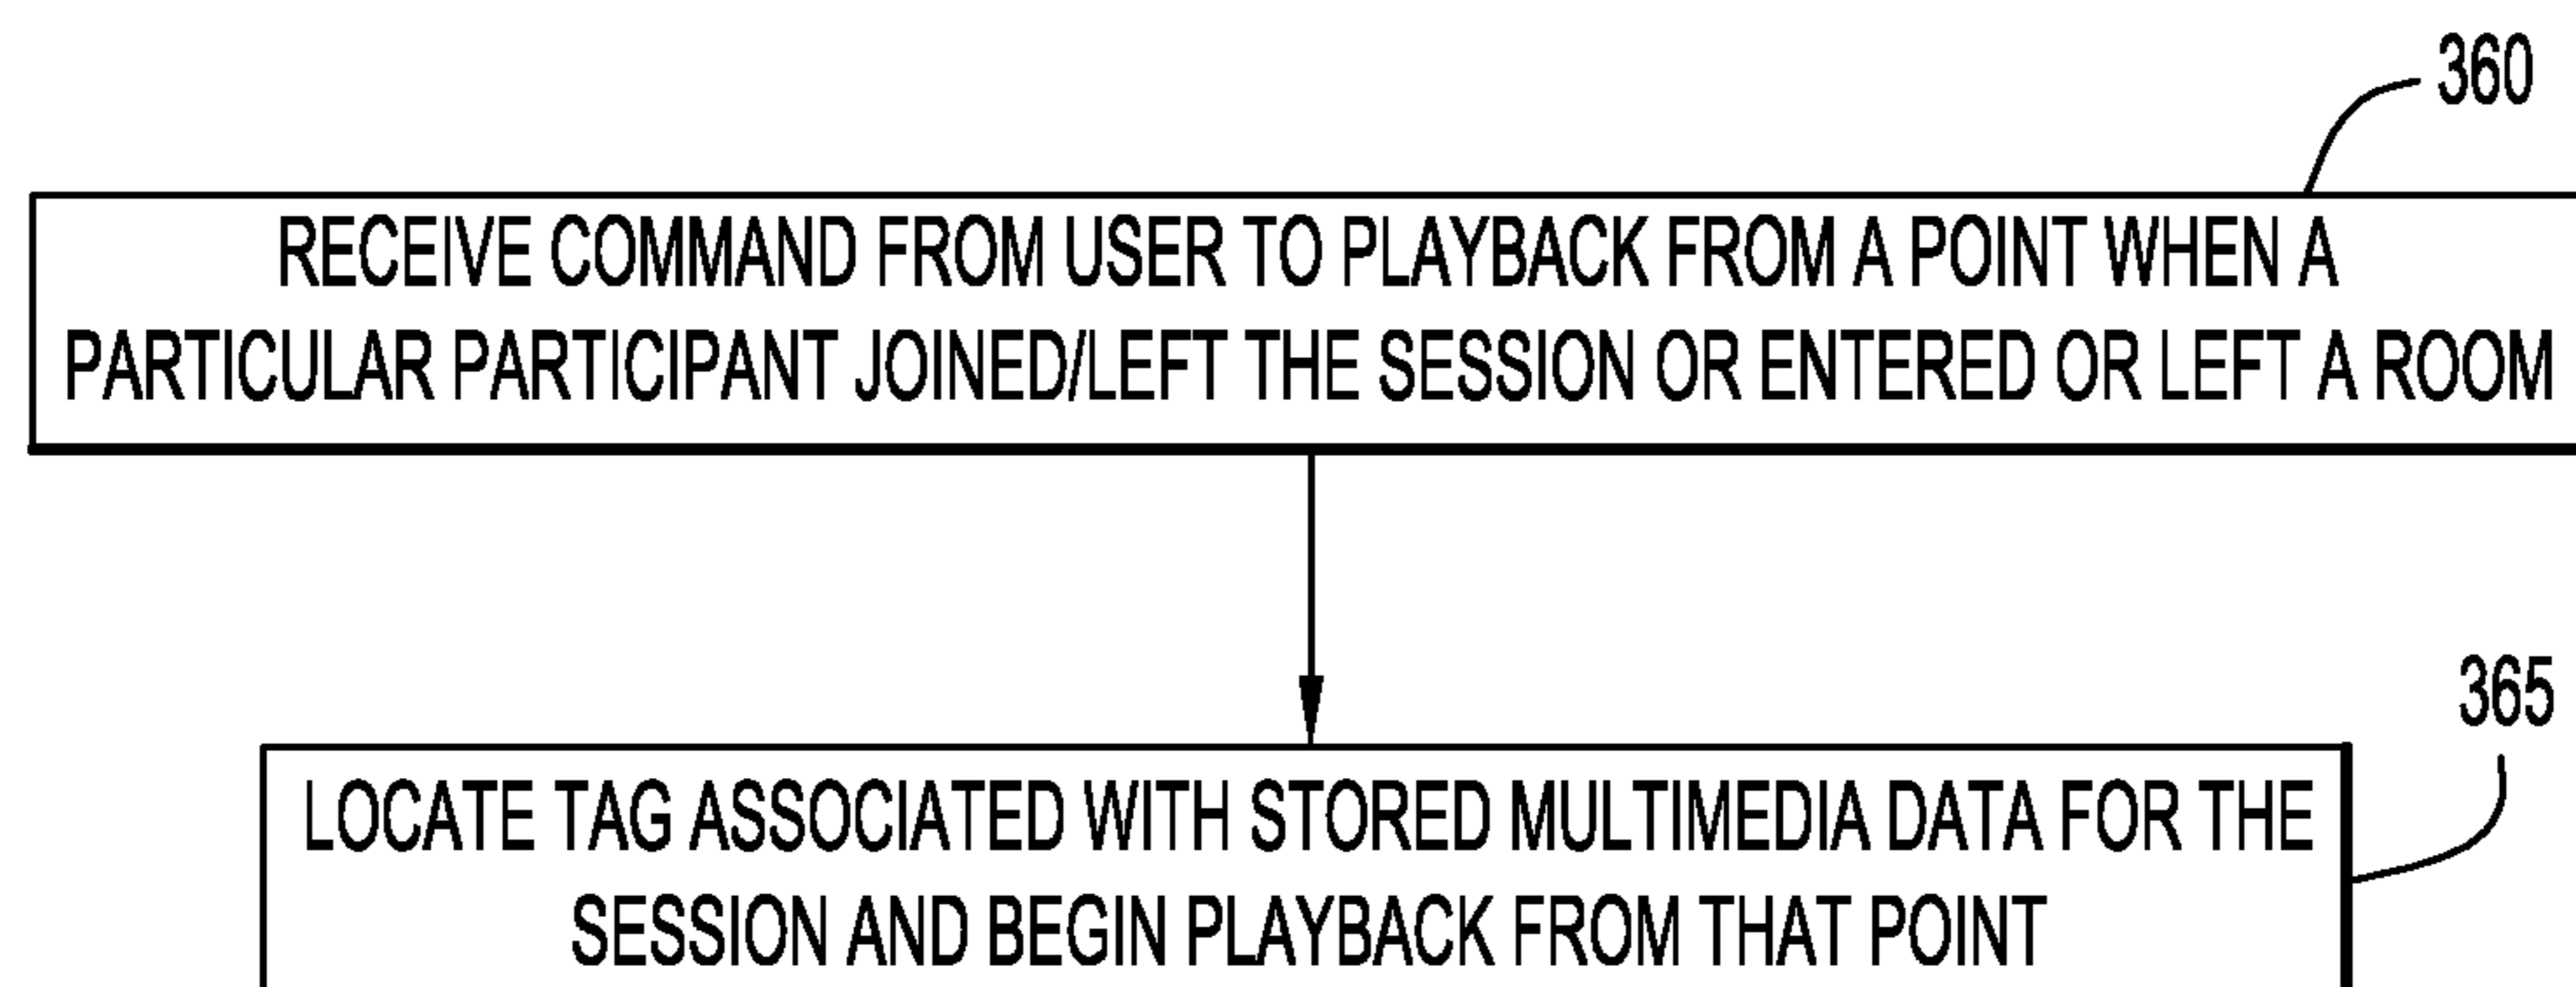 360
RECEIVE COMMAND FROM USER TO PLAYBACK FROM A POINT WHEN A
PARTICULAR PARTICIPANT JOINED/LEFT THE SESSION OR ENTERED OR LEFT A ROOM
365
LOCATE TAG ASSOCIATED WITH STORED MULTIMEDIA DATA FOR THE
SESSION AND BEGIN PLAYBACK FROM THAT POINT